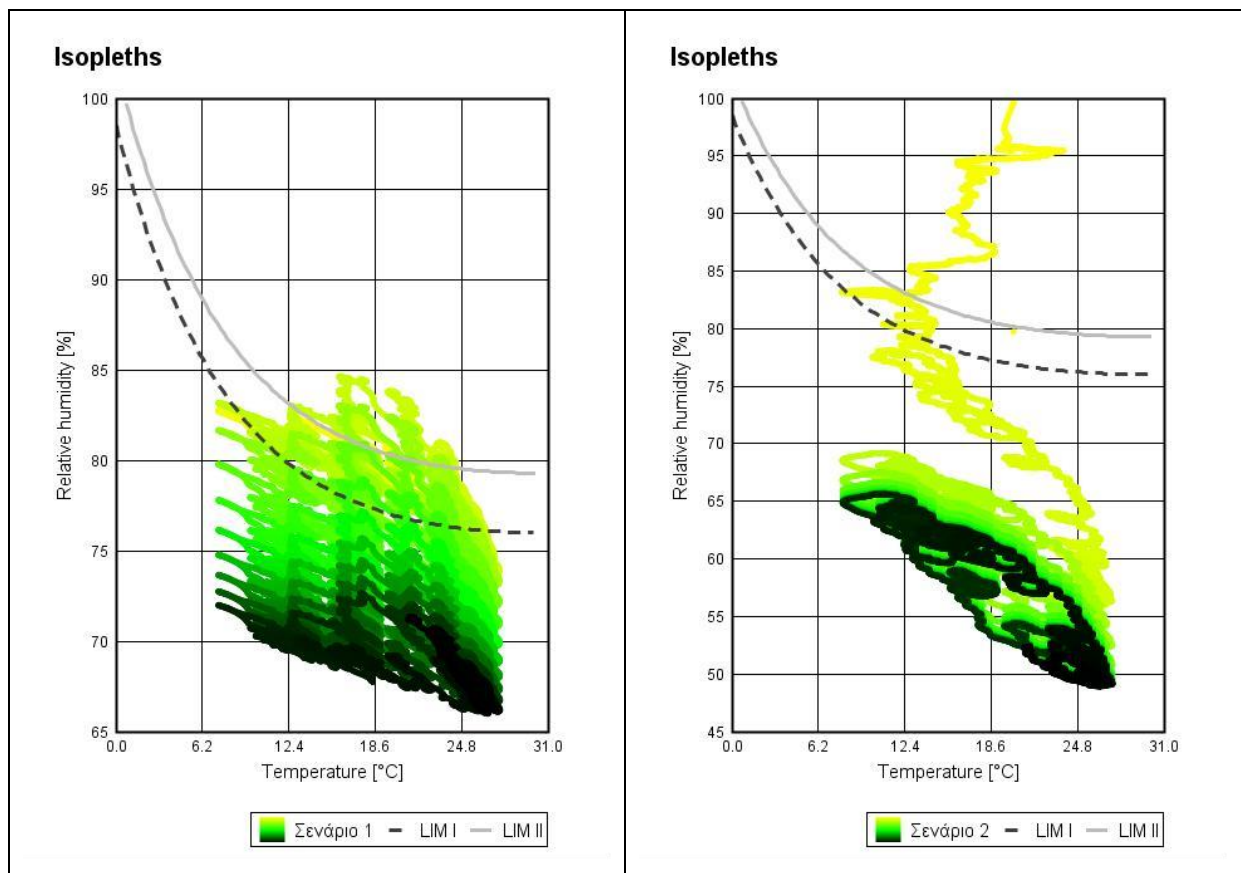 Isopleths
100
95
90
85
80
75
70
65
Relative humidity [%]
0.0 6.2 12.4 18.6 24.8 31.0
Temperature [°C]
Σενάριο 1 LIM I LIM II
Isopleths
100
95
90
85
80
75
70
65
60
55
50
45
Relative humidity [%]
0.0 6.2 12.4 18.6 24.8 31.0
Temperature [°C]
Σενάριο 2 LIM I LIM II